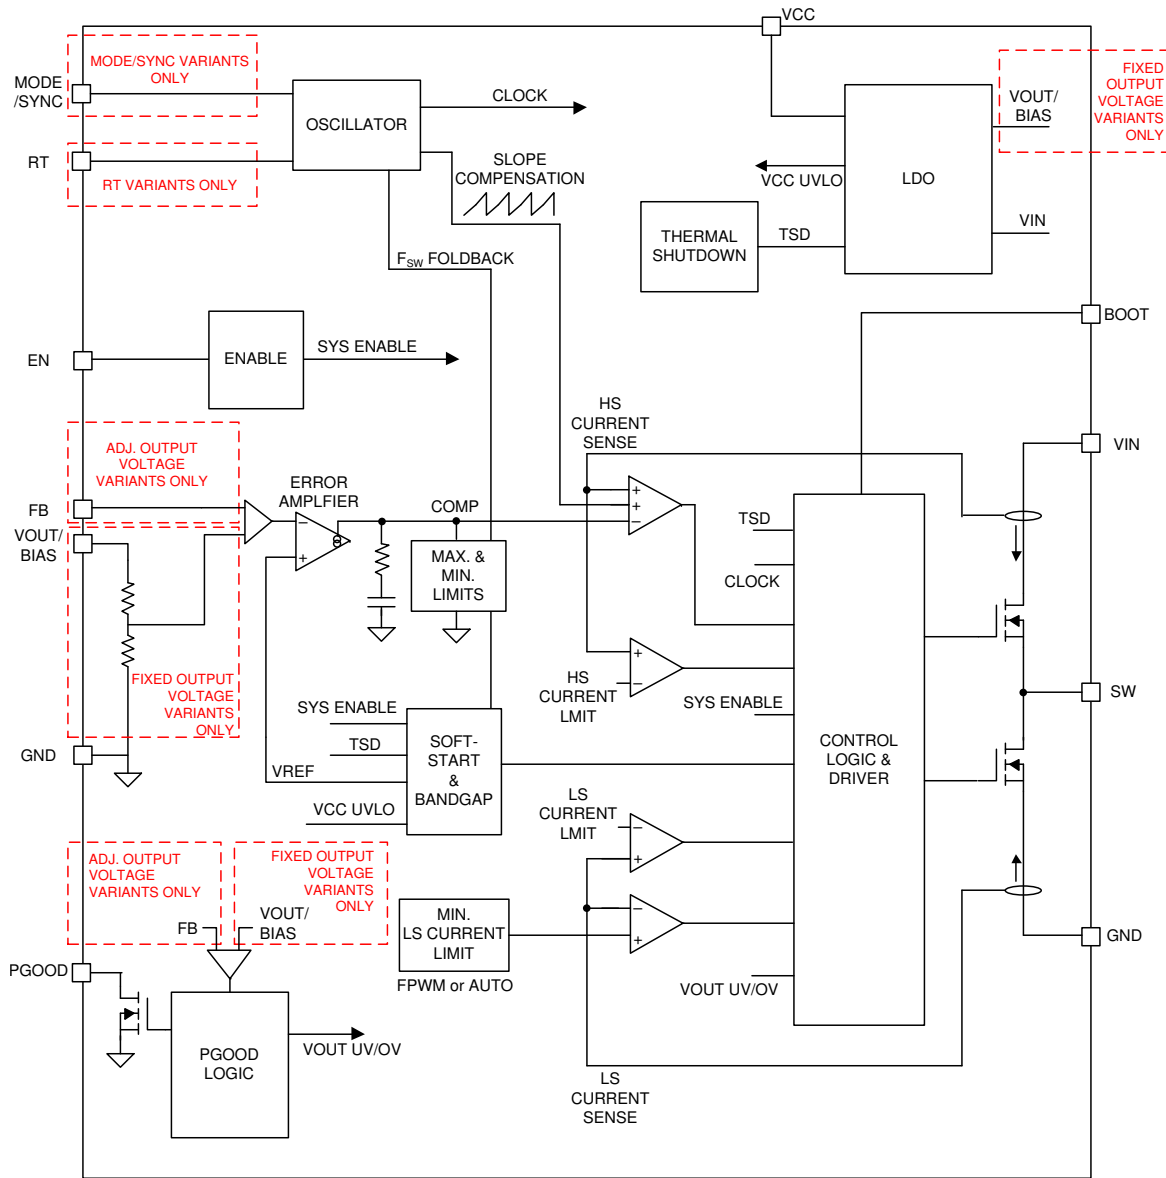 VCC
MODE/SYNC VARIANTS
ONLY
MODE
/SYNC
OSCILLATOR
CLOCK
FIXED
OUTPUT
VOLTAGE
VARIANTS
ONLY
VOUT/
BIAS
RT
RT VARIANTS ONLY
SLOPE
COMPENSATION
VCC UVLO
LDO
THERMAL
SHUTDOWN
TSD
VIN
FSW FOLDBACK
BOOT
EN
ENABLE
SYS ENABLE
HS
CURRENT
SENSE
VIN
ADJ. OUTPUT
VOLTAGE
VARIANTS ONLY
FB
ERROR
AMPLFIER
COMP
−
+
+
+
−
VOUT/
BIAS
MAX. & 
MIN.
LIMITS
TSD
CLOCK
FIXED OUTPUT
VOLTAGE
VARIANTS
ONLY
+
−
HS
CURRENT
LMIT
SYS ENABLE
SW
SYS ENABLE
TSD
VREF
VCC UVLO
SOFT-
START
&
BANDGAP
CONTROL
LOGIC &
DRIVER
GND
LS
CURRENT
LMIT
−
+
ADJ. OUTPUT
VOLTAGE
VARIANTS ONLY
FIXED OUTPUT
VOLTAGE
VARIANTS
ONLY
FB
VOUT/
BIAS
MIN.
LS CURRENT
LIMIT
−
+
FPWM or AUTO
GND
PGOOD
VOUT UV/OV
PGOOD
LOGIC
VOUT UV/OV
LS
CURRENT
SENSE